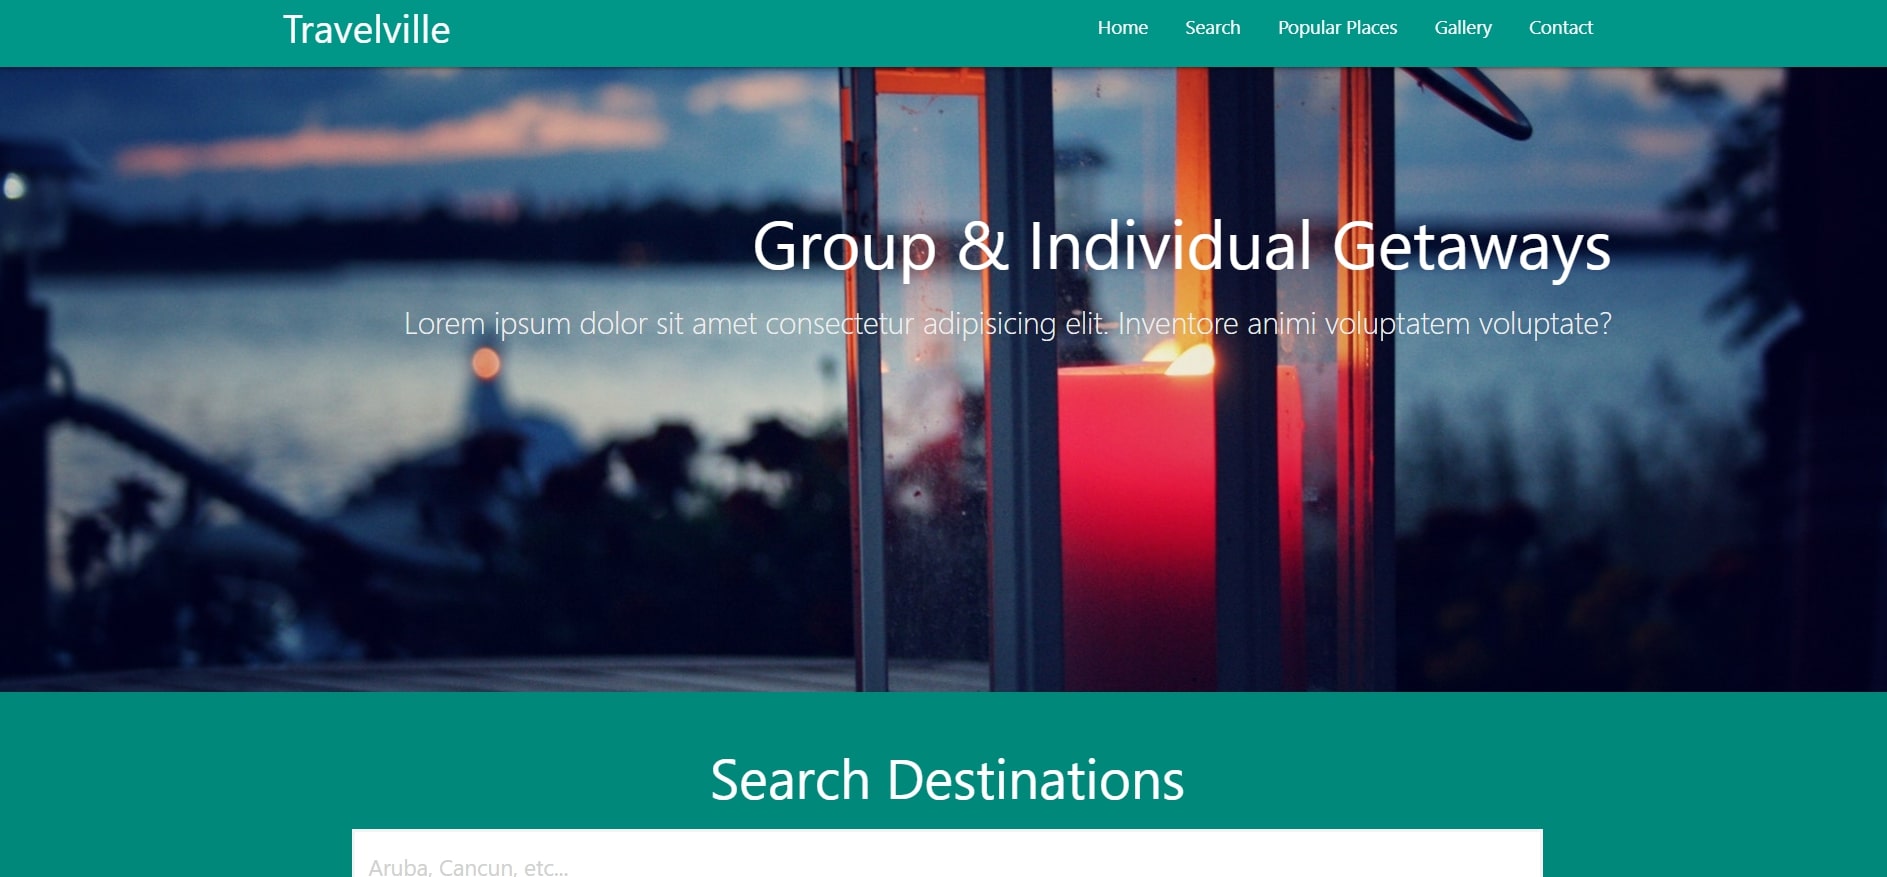 Travelville
Home Search Popular Places Gallery Contact
Group & Individual Getaways
Lorem ipsum dolor sit amet consectetur adipisicing elit. Inventore animi voluptatem voluptate?
Search Destinations
Aruba, Cancun, etc...